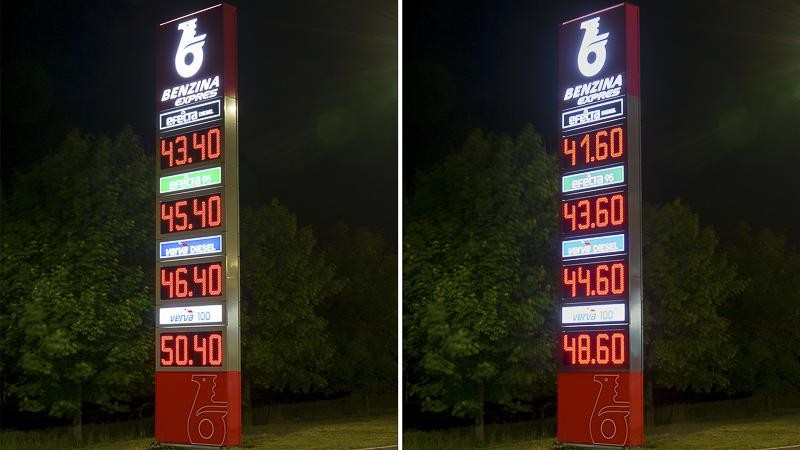 BENZINA
EXPRES
efecta DIESEL
43.40
efecta 95
45.40
verva DIESEL
46.40
verva 100
50.40
BENZINA
EXPRES
efecta DIESEL
41.60
efecta 95
43.60
verva DIESEL
44.60
verva 100
48.60